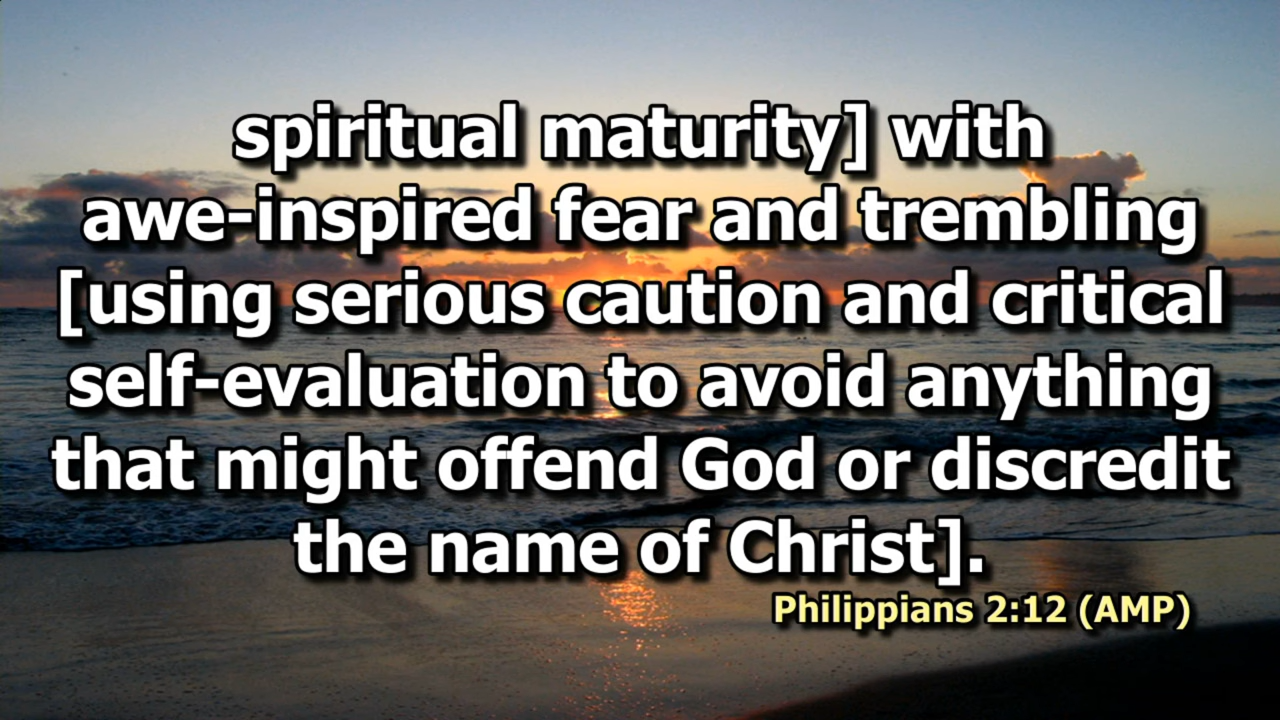 spiritual maturity] with
awe-inspired fear and trembling
[using serious caution and critical
self-evaluation to avoid anything
that might offend God or discredit
the name of Christ].
Philippians 2:12 (AMP)